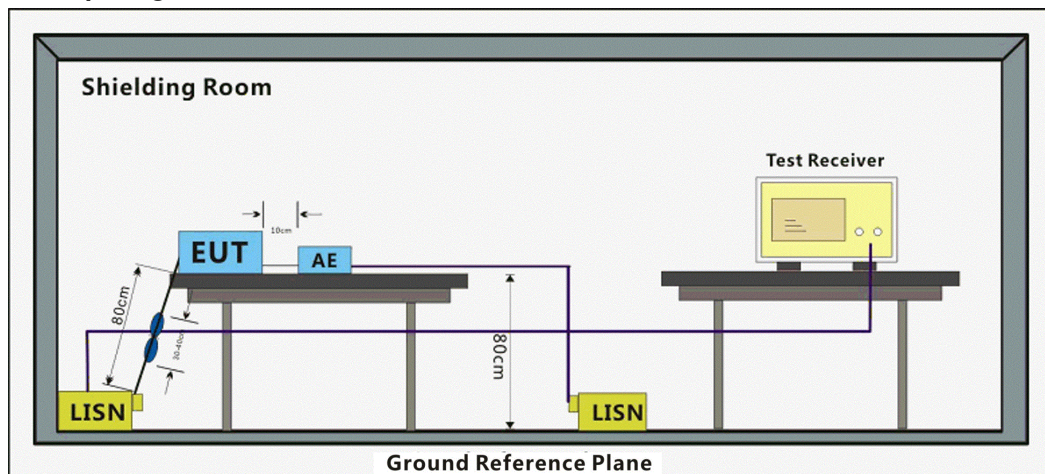 Shielding Room
Test Receiver
10cm
EUT
AE
80cm
30-40cm
80cm
LISN
LISN
Ground Reference Plane